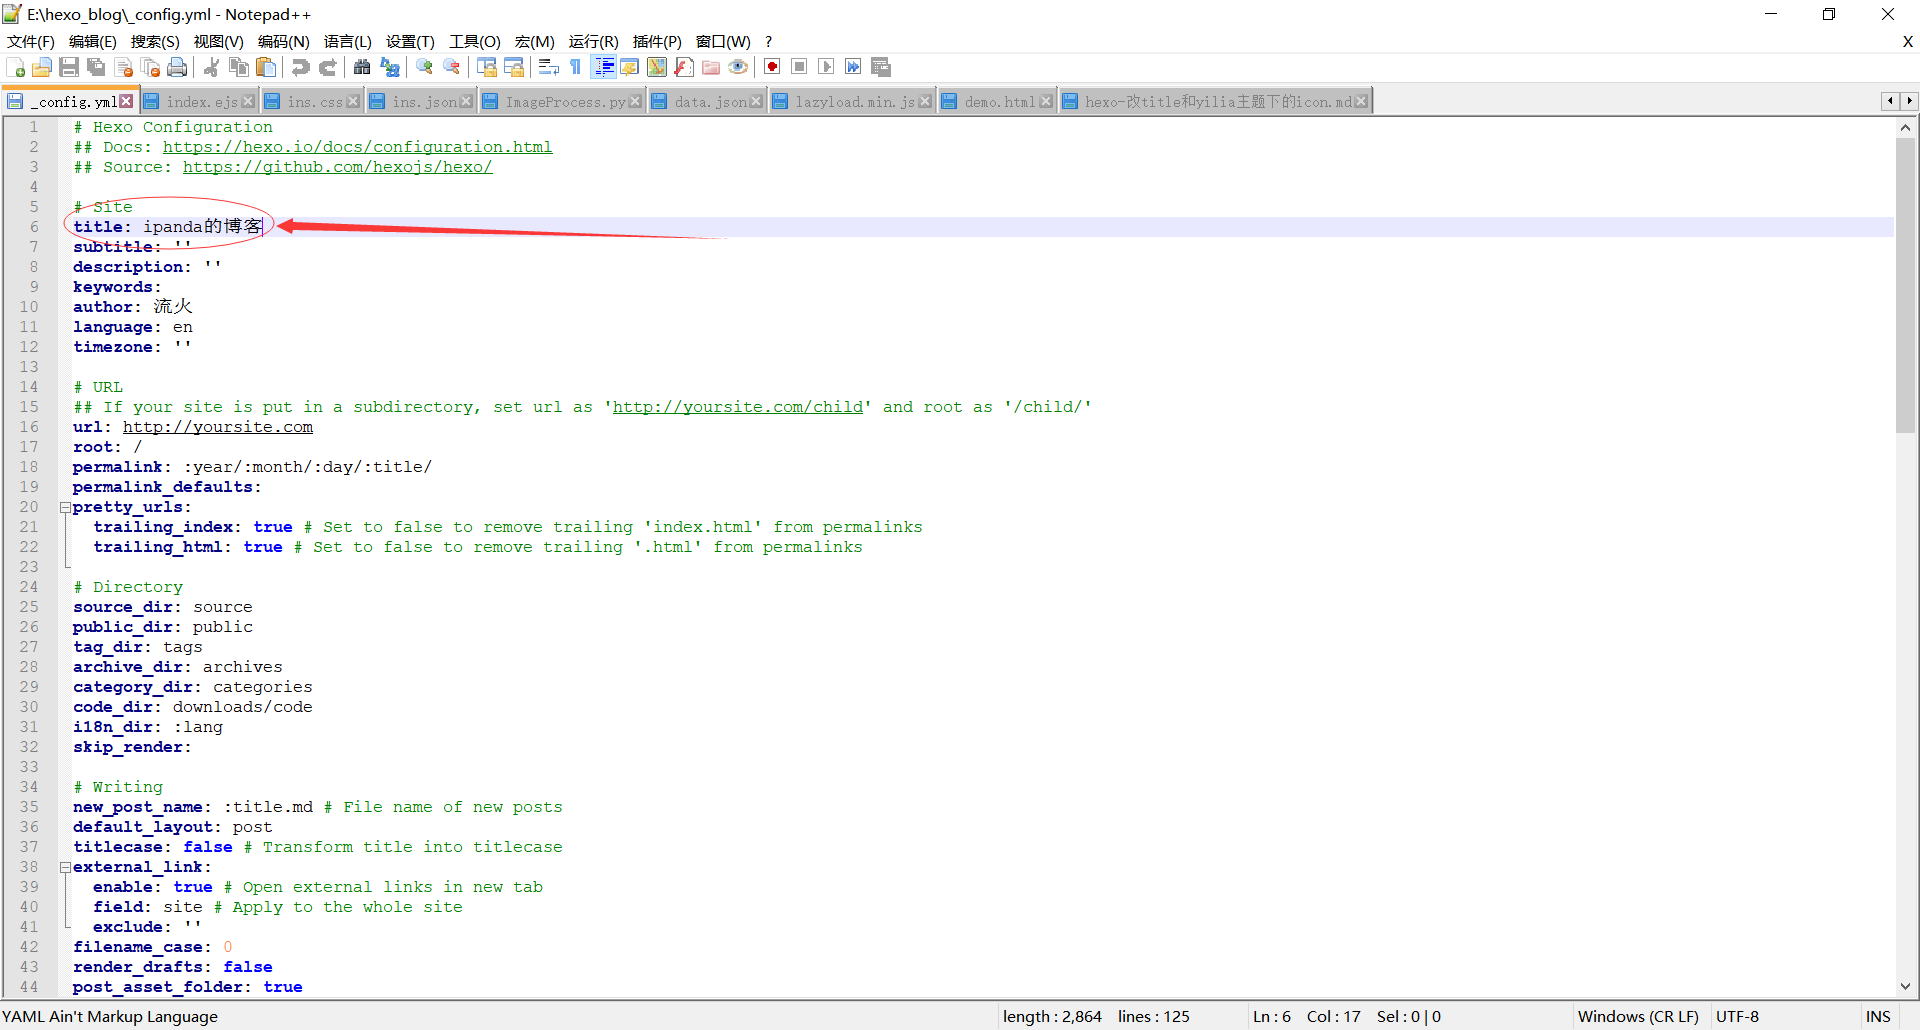 E:\hexo_blog\_config.yml - Notepad++
文件(F) 编辑(E) 搜索(S) 视图(V) 编码(N) 语言(L) 设置(T) 工具(O) 宏(M) 运行(R) 插件(P) 窗口(W) ? X
_config.yml index.ejs ins.css ins.json ImageProcess.py data.json lazyload.min.js demo.html hexo-改title和yilia主题下的icon.md
1 # Hexo Configuration
2 ## Docs: https://hexo.io/docs/configuration.html
3 ## Source: https://github.com/hexojs/hexo/
4
5 # Site
6 title: ipanda的博客
7 subtitle: ''
8 description: ''
9 keywords:
10 author: 流火
11 language: en
12 timezone: ''
13
14 # URL
15 ## If your site is put in a subdirectory, set url as 'http://yoursite.com/child' and root as '/child/'
16 url: http://yoursite.com
17 root: /
18 permalink: :year/:month/:day/:title/
19 permalink_defaults:
20 pretty_urls:
21 trailing_index: true # Set to false to remove trailing 'index.html' from permalinks
22 trailing_html: true # Set to false to remove trailing '.html' from permalinks
23
24 # Directory
25 source_dir: source
26 public_dir: public
27 tag_dir: tags
28 archive_dir: archives
29 category_dir: categories
30 code_dir: downloads/code
31 i18n_dir: :lang
32 skip_render:
33
34 # Writing
35 new_post_name: :title.md # File name of new posts
36 default_layout: post
37 titlecase: false # Transform title into titlecase
38 external_link:
39 enable: true # Open external links in new tab
40 field: site # Apply to the whole site
41 exclude: ''
42 filename_case: 0
43 render_drafts: false
44 post_asset_folder: true
YAML Ain't Markup Language length : 2,864 lines : 125 Ln : 6 Col : 17 Sel : 0 | 0 Windows (CR LF) UTF-8 INS